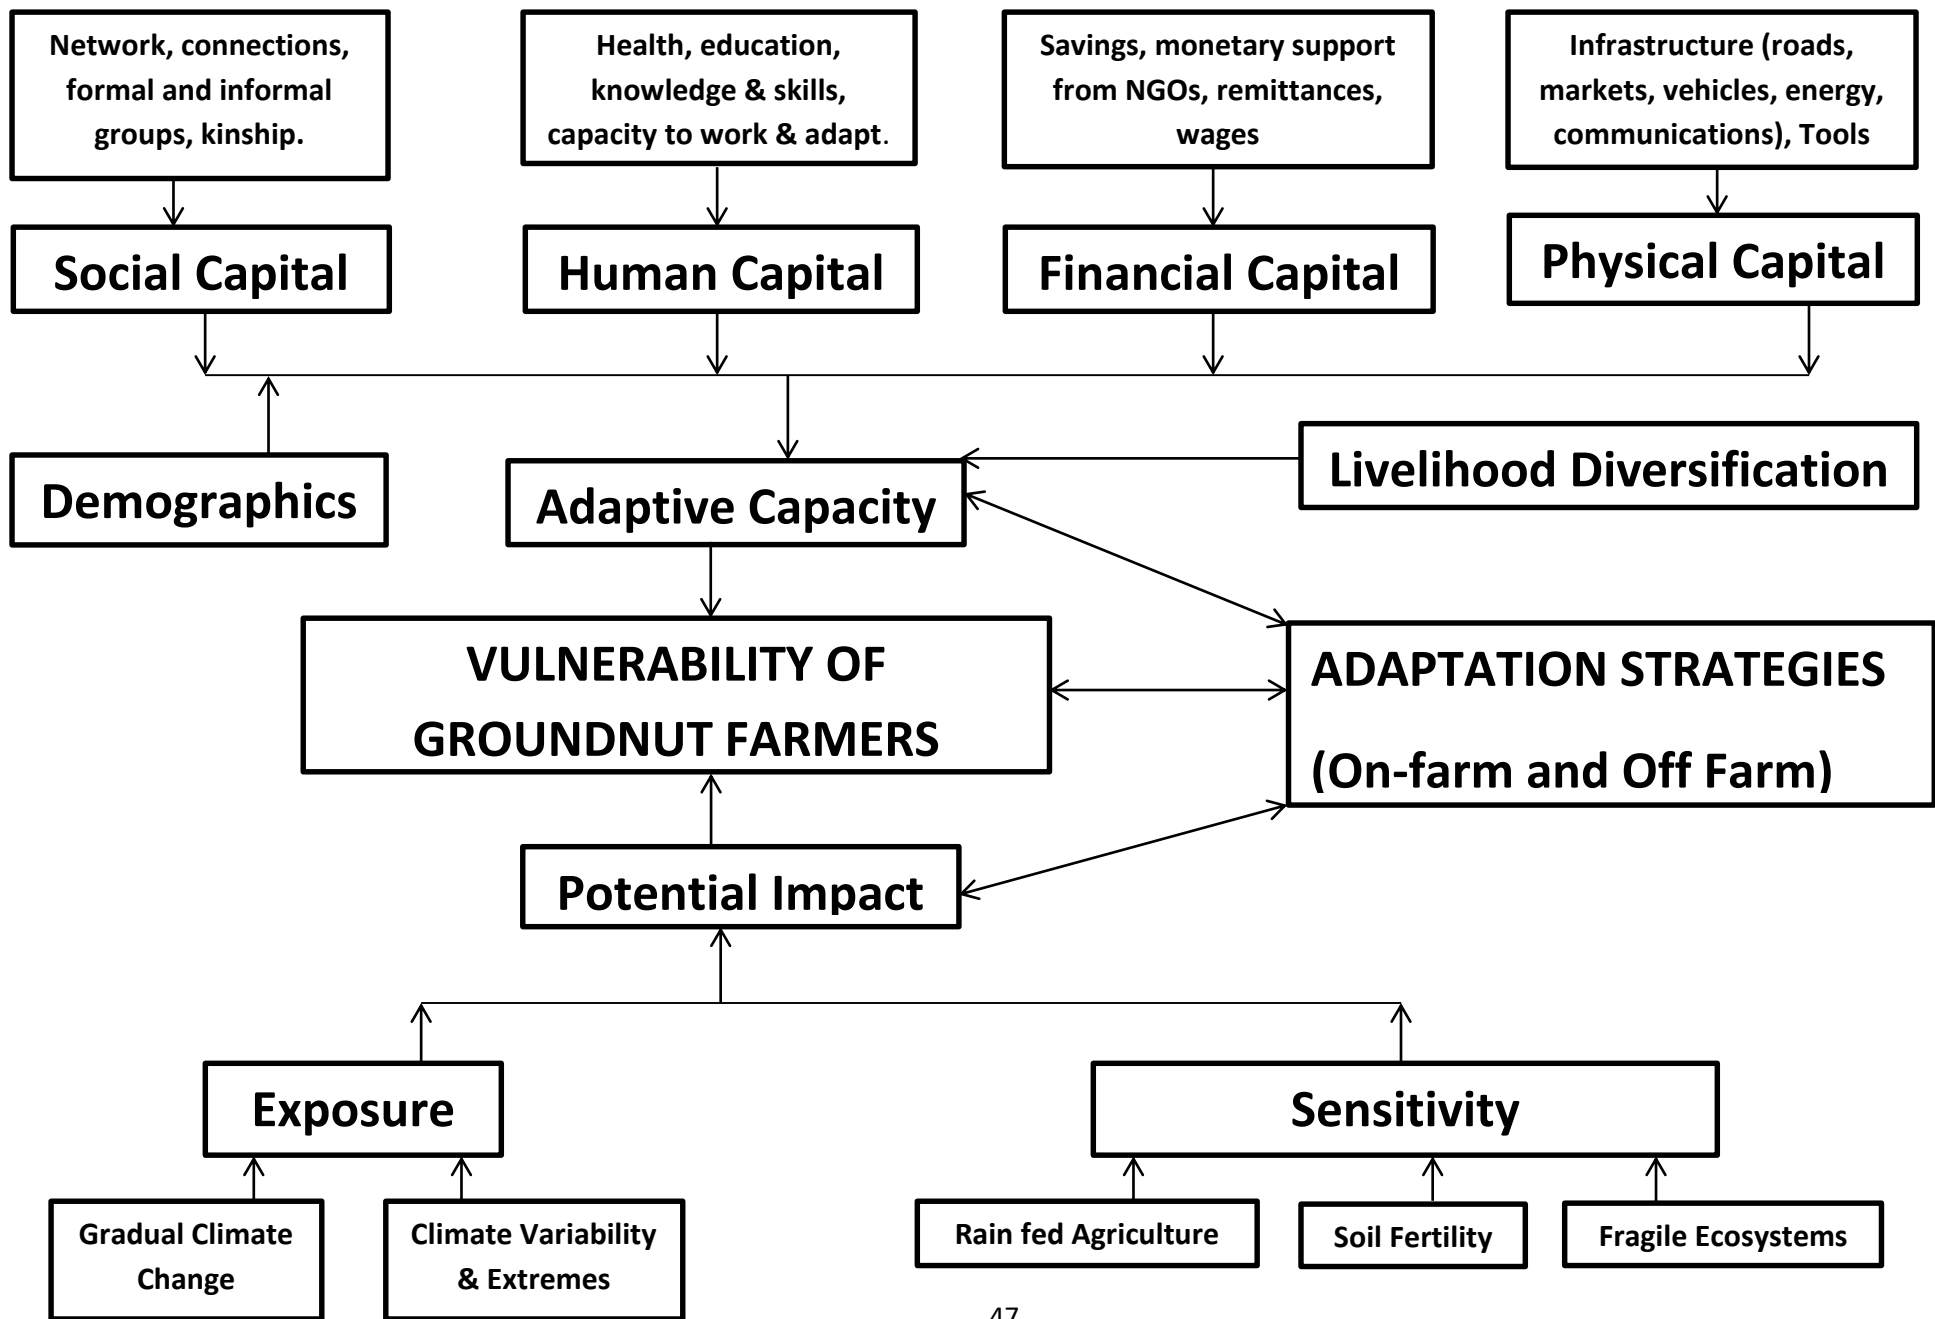 Network, connections,
formal and informal
groups, kinship.
Health, education,
knowledge & skills,
capacity to work & adapt.
Savings, monetary support
from NGOs, remittances,
wages
Infrastructure (roads,
markets, vehicles, energy,
communications), Tools
Social Capital
Human Capital
Financial Capital
Physical Capital
Demographics
Adaptive Capacity
Livelihood Diversification
VULNERABILITY OF
GROUNDNUT FARMERS
ADAPTATION STRATEGIES
(On-farm and Off Farm)
Potential Impact
Exposure
Sensitivity
Gradual Climate
Change
Climate Variability
& Extremes
Rain fed Agriculture
Soil Fertility
Fragile Ecosystems
47